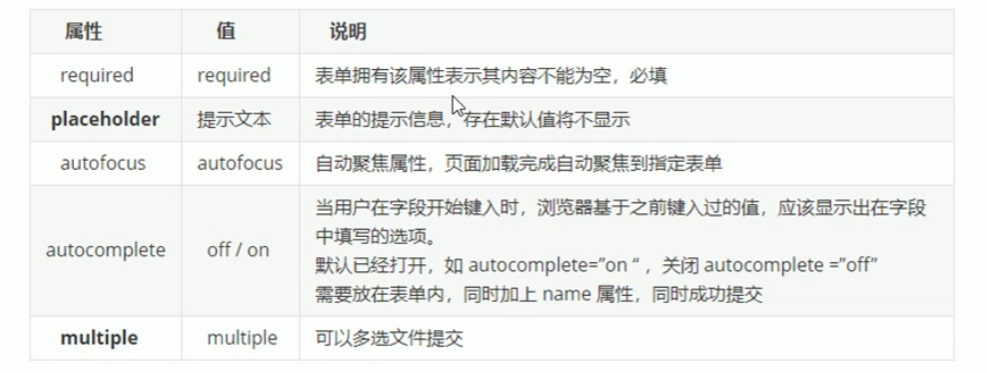 属性 值 说明
required required 表单拥有该属性表示其内容不能为空，必填
placeholder 提示文本 表单的提示信息，存在默认值将不显示
autofocus autofocus 自动聚焦属性，页面加载完成自动聚焦到指定表单
autocomplete off / on 当用户在字段开始键入时，浏览器基于之前键入过的值，应该显示出在字段
中填写的选项。
默认已经打开，如 autocomplete=”on “ ，关闭 autocomplete =”off”
需要放在表单内，同时加上 name 属性，同时成功提交
multiple multiple 可以多选文件提交